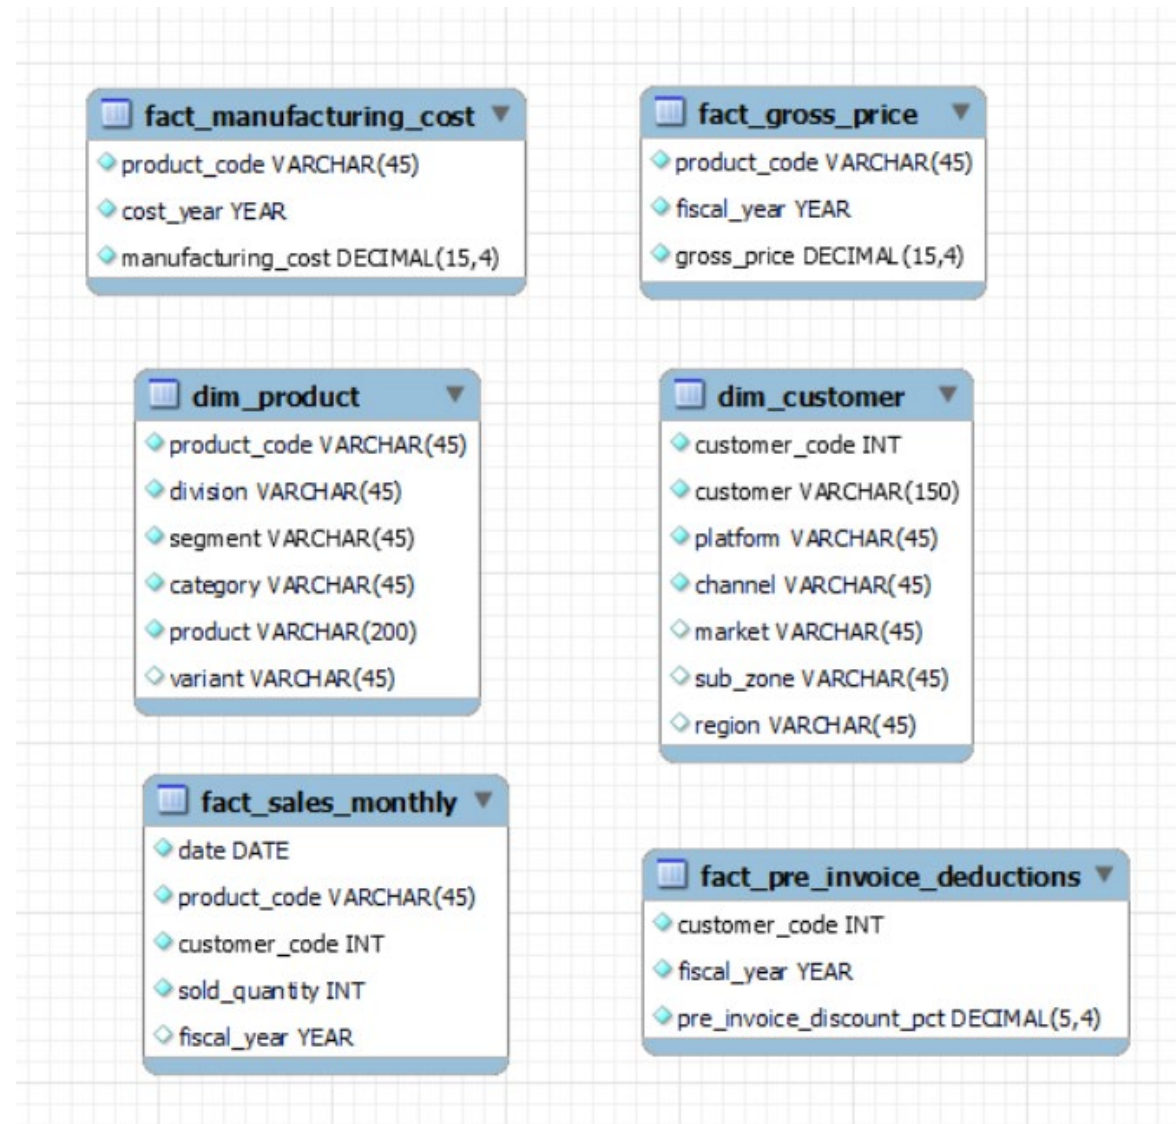 fact_manufacturing_cost
product_code VARCHAR(45)
cost_year YEAR
manufacturing_cost DECIMAL(15,4)
fact_gross_price
product_code VARCHAR(45)
fiscal_year YEAR
gross_price DECIMAL(15,4)
dim_product
product_code VARCHAR(45)
division VARCHAR(45)
segment VARCHAR(45)
category VARCHAR(45)
product VARCHAR(200)
variant VARCHAR(45)
dim_customer
customer_code INT
customer VARCHAR(150)
platform VARCHAR(45)
channel VARCHAR(45)
market VARCHAR(45)
sub_zone VARCHAR(45)
region VARCHAR(45)
fact_sales_monthly
date DATE
product_code VARCHAR(45)
customer_code INT
sold_quantity INT
fiscal_year YEAR
fact_pre_invoice_deductions
customer_code INT
fiscal_year YEAR
pre_invoice_discount_pct DECIMAL(5,4)